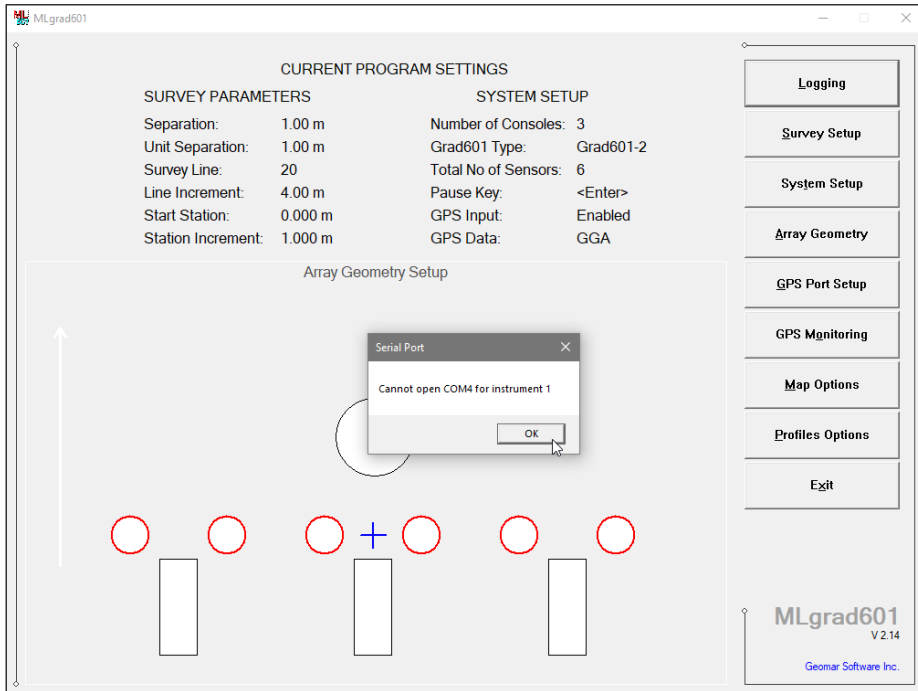 MLgrad601
CURRENT PROGRAM SETTINGS
SURVEY PARAMETERS
Separation: 1.00 m
Unit Separation: 1.00 m
Survey Line: 20
Line Increment: 4.00 m
Start Station: 0.000 m
Station Increment: 1.000 m
SYSTEM SETUP
Number of Consoles: 3
Grad601 Type: Grad601-2
Total No of Sensors: 6
Pause Key: <Enter>
GPS Input: Enabled
GPS Data: GGA
Array Geometry Setup
Serial Port
Cannot open COM4 for instrument 1
OK
Logging
Survey Setup
System Setup
Array Geometry
GPS Port Setup
GPS Monitoring
Map Options
Profiles Options
Exit
MLgrad601
V 2.14
Geomar Software Inc.